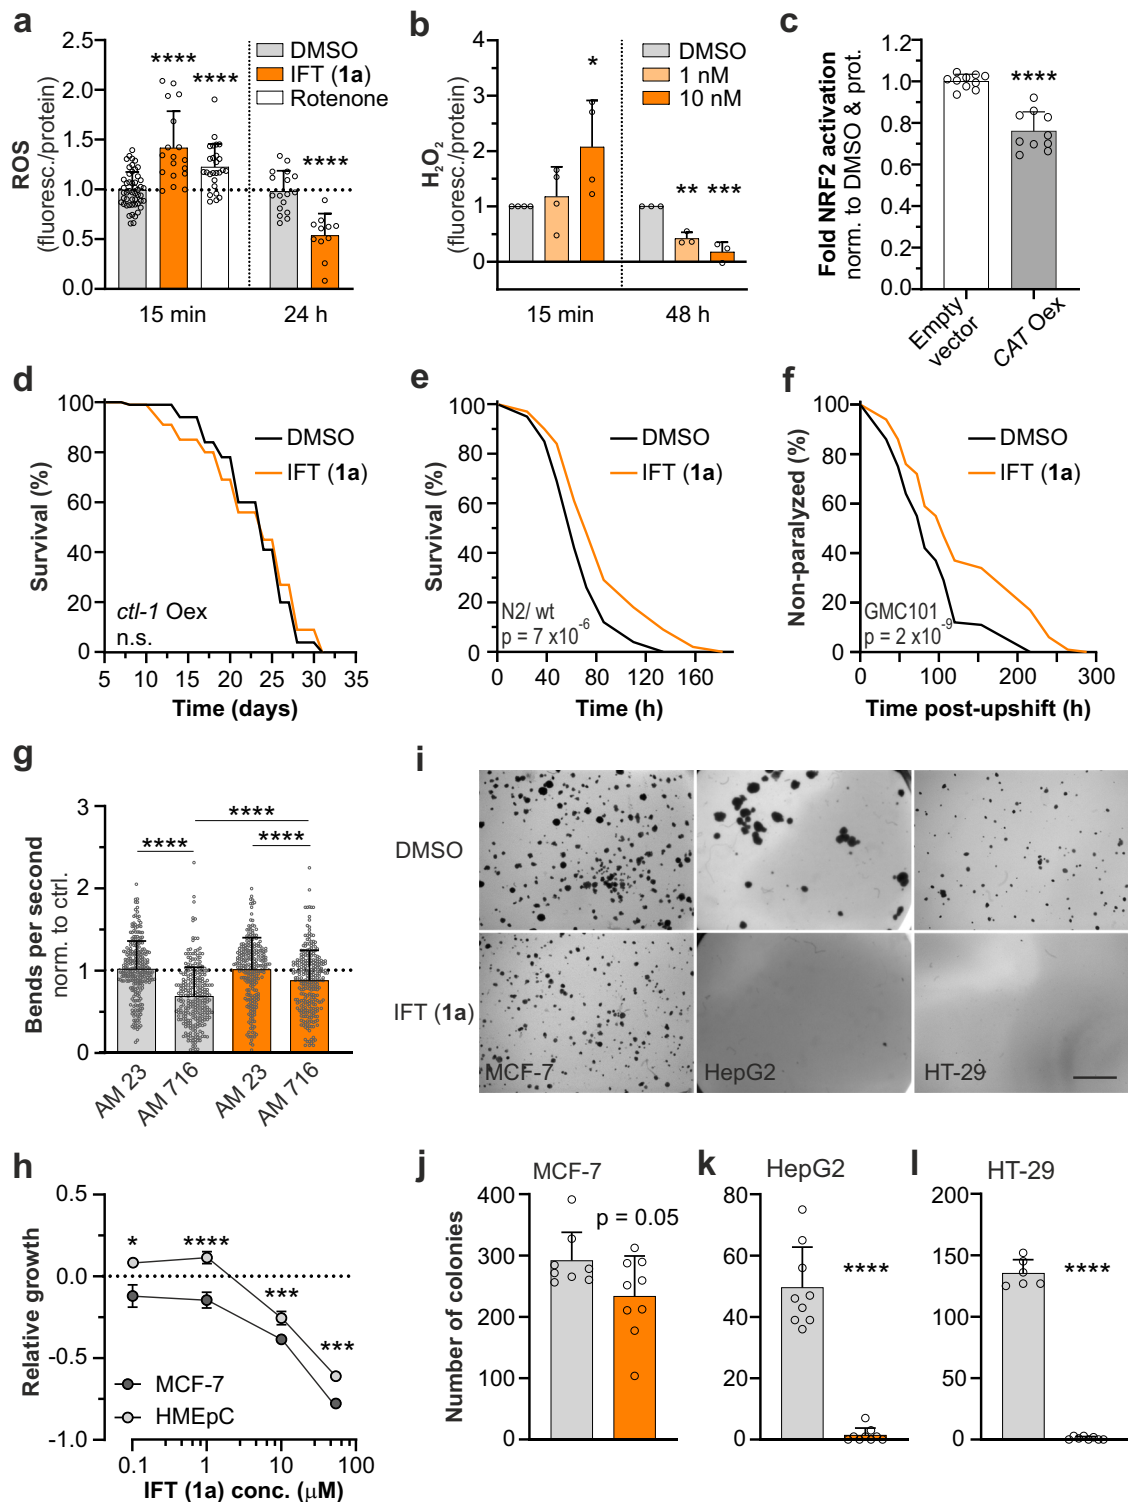 a
ROS
(fluoresc./protein)
2.5
2.0
1.5
1.0
0.5
0.0
****
****
****
DMSO
IFT (1a)
Rotenone
15 min
24 h
b
H2O2
(fluoresc./protein)
4
3
2
1
0
*
**
***
DMSO
1 nM
10 nM
15 min
48 h
c
Fold NRF2 activation
norm. to DMSO & prot.
1.2
1.0
0.8
0.6
0.4
0.2
0.0
****
Empty
vector
CAT Oex
d
Survival (%)
100
80
60
40
20
0
DMSO
IFT (1a)
ctl-1 Oex
n.s.
5 10 15 20 25 30 35
Time (days)
e
Survival (%)
100
80
60
40
20
0
DMSO
IFT (1a)
N2/ wt
p = 7 x10-6
0 40 80 120 160
Time (h)
f
Non-paralyzed (%)
100
80
60
40
20
0
DMSO
IFT (1a)
GMC101
p = 2 x10-9
0 100 200 300
Time post-upshift (h)
g
Bends per second
norm. to ctrl.
3
2
1
0
****
****
****
AM 23
AM 716
AM 23
AM 716
i
DMSO
IFT (1a)
MCF-7
HepG2
HT-29
h
Relative growth
0.5
0.0
-0.5
-1.0
*
****
***
***
MCF-7
HMEpC
0.1 1 10 100
IFT (1a) conc. (μM)
j
MCF-7
Number of colonies
400
300
200
100
0
p = 0.05
k
HepG2
80
60
40
20
0
****
l
HT-29
200
150
100
50
0
****